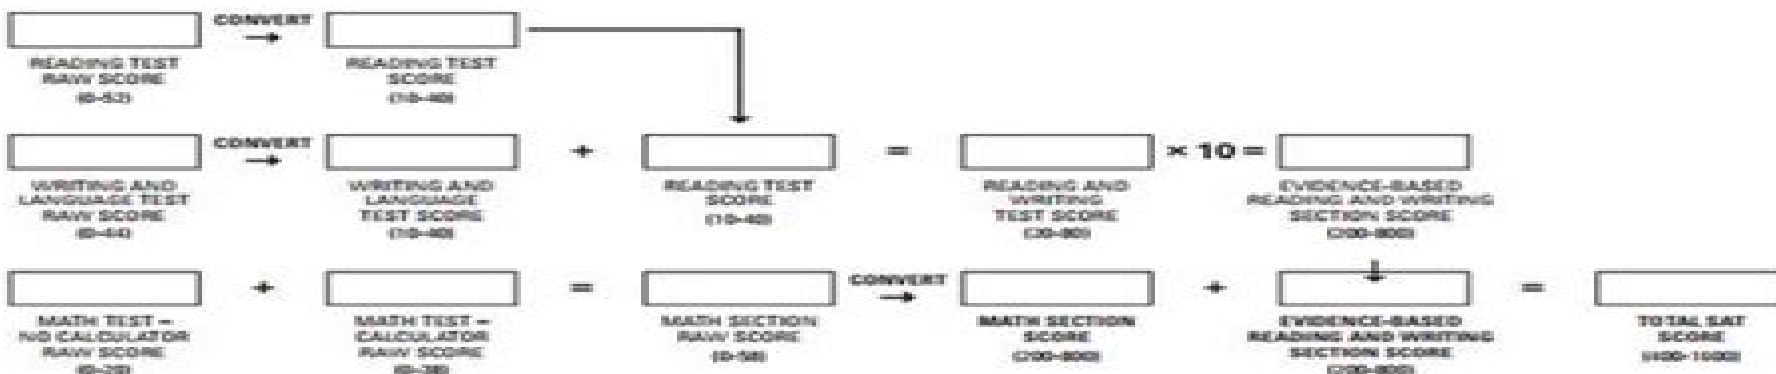 CONVERT
→
READING TEST
RAW SCORE
(0-52)
READING TEST
SCORE
(10-40)
CONVERT
→
+
=
× 10 =
WRITING AND
LANGUAGE TEST
RAW SCORE
(0-44)
WRITING AND
LANGUAGE
TEST SCORE
(10-40)
READING TEST
SCORE
(10-40)
READING AND
WRITING
TEST SCORE
(20-80)
EVIDENCE-BASED
READING AND WRITING
SECTION SCORE
(200-800)
+
=
CONVERT
→
+
=
MATH TEST –
NO CALCULATOR
RAW SCORE
(0-20)
MATH TEST –
CALCULATOR
RAW SCORE
(0-38)
MATH SECTION
RAW SCORE
(0-58)
MATH SECTION
SCORE
(200-800)
EVIDENCE-BASED
READING AND WRITING
SECTION SCORE
(200-800)
TOTAL SAT
SCORE
(400-1600)